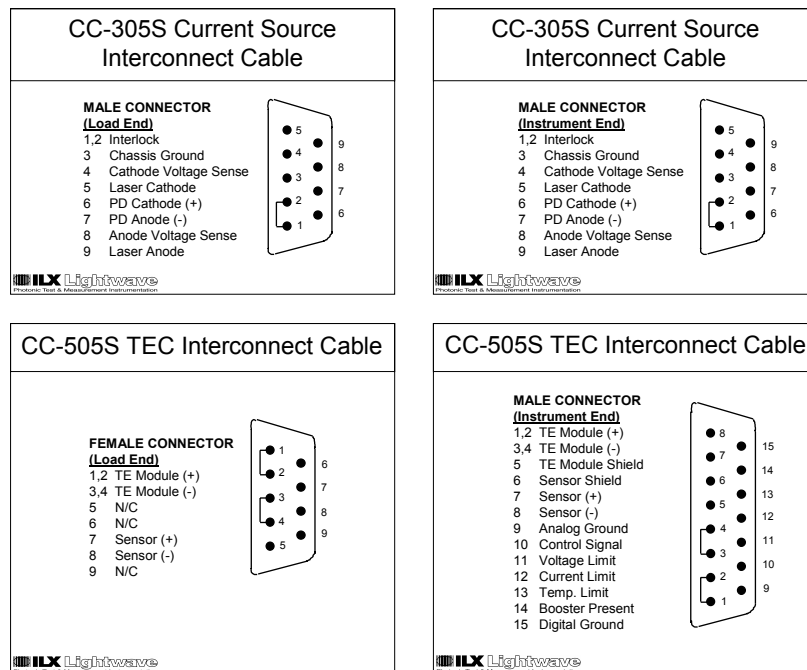 CC-305S Current Source
Interconnect Cable
MALE CONNECTOR
(Load End)
1,2 Interlock
3 Chassis Ground
4 Cathode Voltage Sense
5 Laser Cathode
6 PD Cathode (+)
7 PD Anode (-)
8 Anode Voltage Sense
9 Laser Anode
5
9
4
8
3
7
2
6
1
ILX Lightwave
Photonic Test & Measurement Instrumentation
CC-305S Current Source
Interconnect Cable
MALE CONNECTOR
(Instrument End)
1,2 Interlock
3 Chassis Ground
4 Cathode Voltage Sense
5 Laser Cathode
6 PD Cathode (+)
7 PD Anode (-)
8 Anode Voltage Sense
9 Laser Anode
5
9
4
8
3
7
2
6
1
ILX Lightwave
Photonic Test & Measurement Instrumentation
CC-505S TEC Interconnect Cable
FEMALE CONNECTOR
(Load End)
1,2 TE Module (+)
3,4 TE Module (-)
5 N/C
6 N/C
7 Sensor (+)
8 Sensor (-)
9 N/C
1
6
2
7
3
8
4
9
5
ILX Lightwave
CC-505S TEC Interconnect Cable
MALE CONNECTOR
(Instrument End)
1,2 TE Module (+)
3,4 TE Module (-)
5 TE Module Shield
6 Sensor Shield
7 Sensor (+)
8 Sensor (-)
9 Analog Ground
10 Control Signal
11 Voltage Limit
12 Current Limit
13 Temp. Limit
14 Booster Present
15 Digital Ground
8
15
7
14
6
13
5
12
4
11
3
10
2
9
1
ILX Lightwave